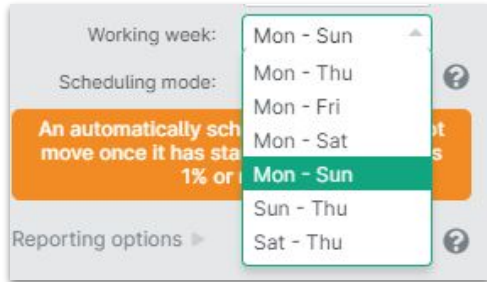 Working week: Mon - Sun
Scheduling mode: Mon - Thu
Mon - Fri
An automatically sch ot
Mon - Sat
move once it has sta s
Mon - Sun
1% or
Sun - Thu
Reporting options
Sat - Thu